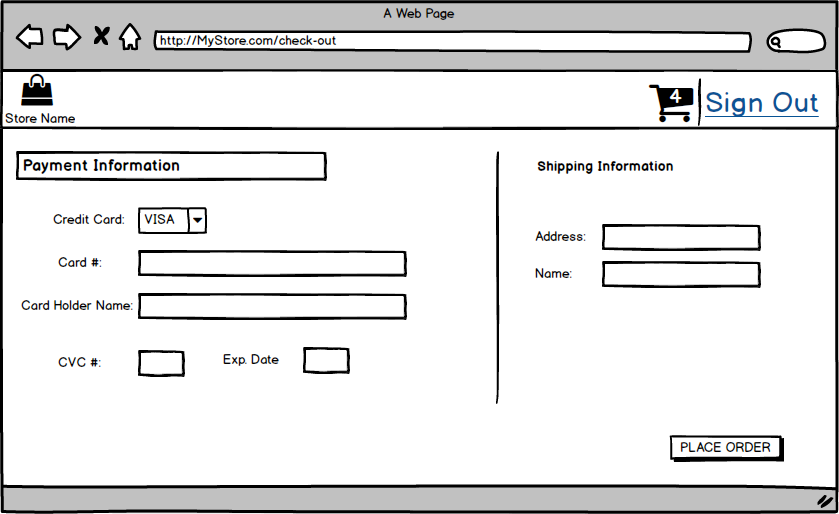 A Web Page
http://MyStore.com/check-out
4
Sign Out
Store Name
Payment Information
Credit Card: VISA
Card #:
Card Holder Name:
CVC #: Exp. Date
Shipping Information
Address:
Name:
PLACE ORDER